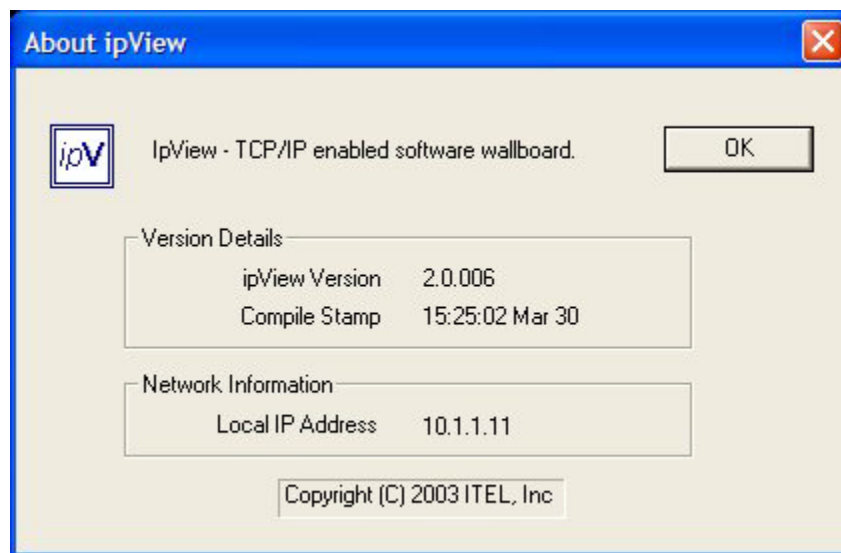 About ipView
ipV
IpView - TCP/IP enabled software wallboard.
OK
Version Details
ipView Version 2.0.006
Compile Stamp 15:25:02 Mar 30
Network Information
Local IP Address 10.1.1.11
Copyright (C) 2003 ITEL, Inc